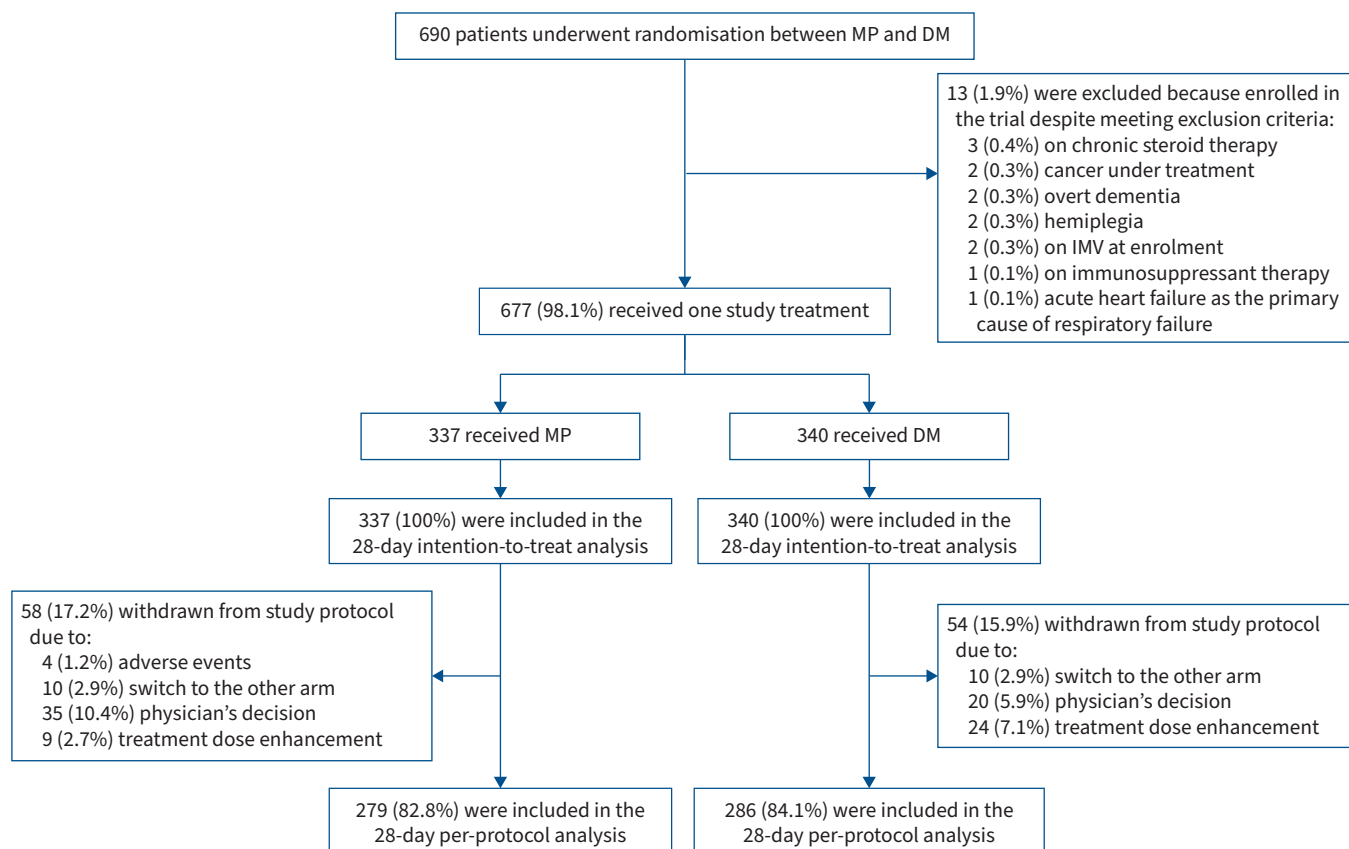 690 patients underwent randomisation between MP and DM
13 (1.9%) were excluded because enrolled in
the trial despite meeting exclusion criteria:
3 (0.4%) on chronic steroid therapy
2 (0.3%) cancer under treatment
2 (0.3%) overt dementia
2 (0.3%) hemiplegia
2 (0.3%) on IMV at enrolment
1 (0.1%) on immunosuppressant therapy
1 (0.1%) acute heart failure as the primary
cause of respiratory failure
677 (98.1%) received one study treatment
337 received MP
340 received DM
337 (100%) were included in the
28-day intention-to-treat analysis
340 (100%) were included in the
28-day intention-to-treat analysis
58 (17.2%) withdrawn from study protocol
due to:
4 (1.2%) adverse events
10 (2.9%) switch to the other arm
35 (10.4%) physician’s decision
9 (2.7%) treatment dose enhancement
54 (15.9%) withdrawn from study protocol
due to:
10 (2.9%) switch to the other arm
20 (5.9%) physician’s decision
24 (7.1%) treatment dose enhancement
279 (82.8%) were included in the
28-day per-protocol analysis
286 (84.1%) were included in the
28-day per-protocol analysis